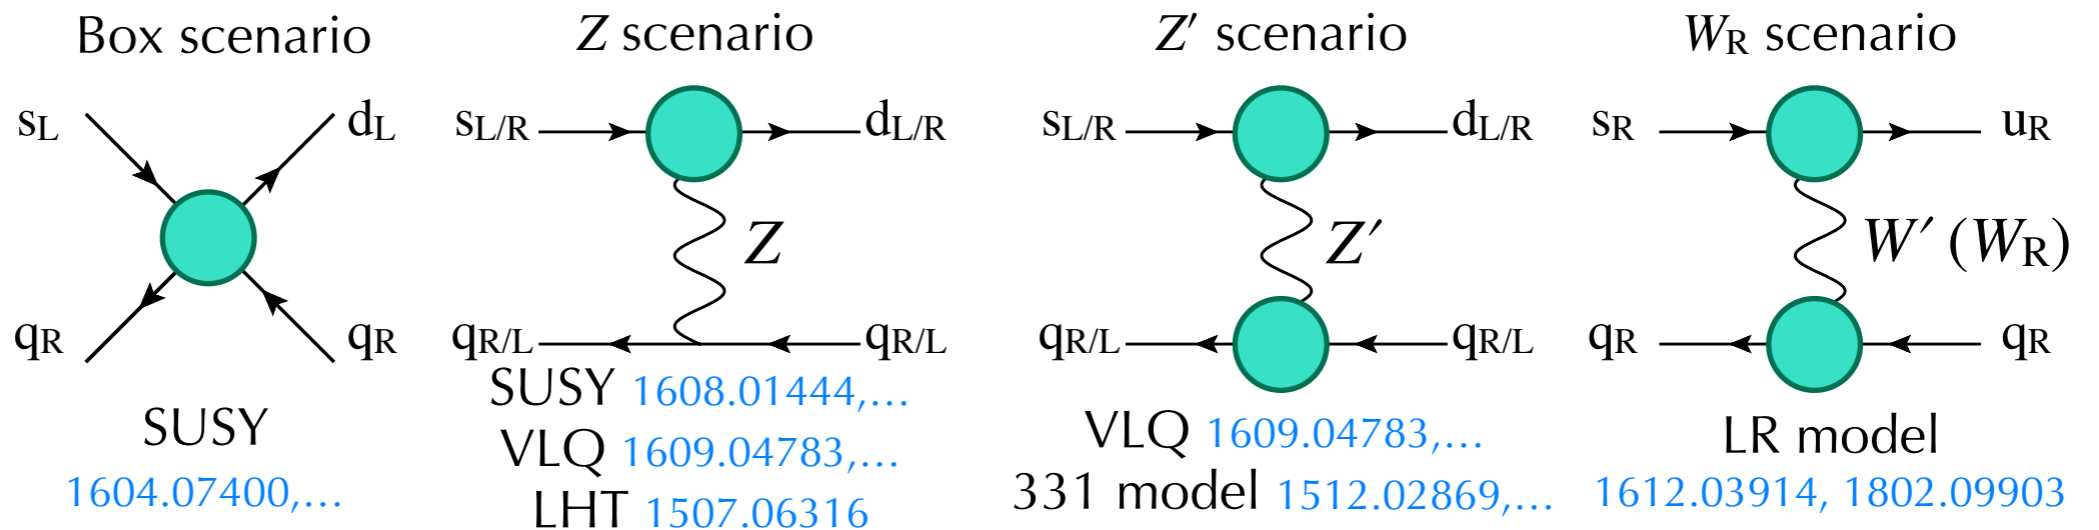 Box scenario
sL
dL
qR
qR
SUSY
1604.07400,…
Z scenario
sL/R
dL/R
Z
qR/L
qR/L
SUSY 1608.01444,…
VLQ 1609.04783,…
LHT 1507.06316
Z′ scenario
sL/R
dL/R
Z′
qR/L
qR/L
VLQ 1609.04783,…
331 model 1512.02869,…
WR scenario
sR
uR
W′ (WR)
qR
qR
LR model
1612.03914, 1802.09903